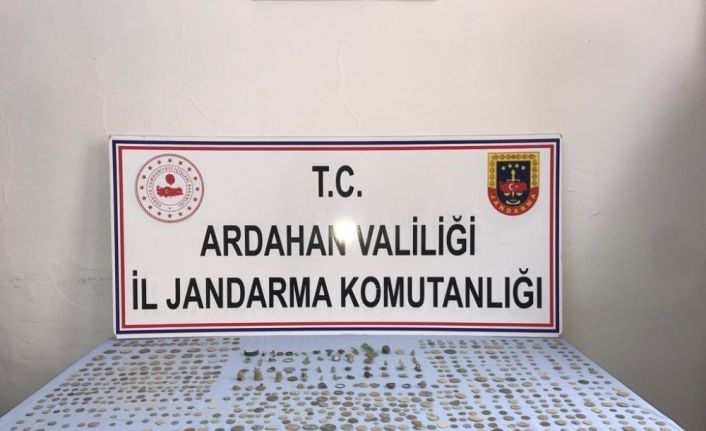 T.C.
ARDAHAN VALİLİĞİ
İL JANDARMA KOMUTANLIĞI
JANDARMA